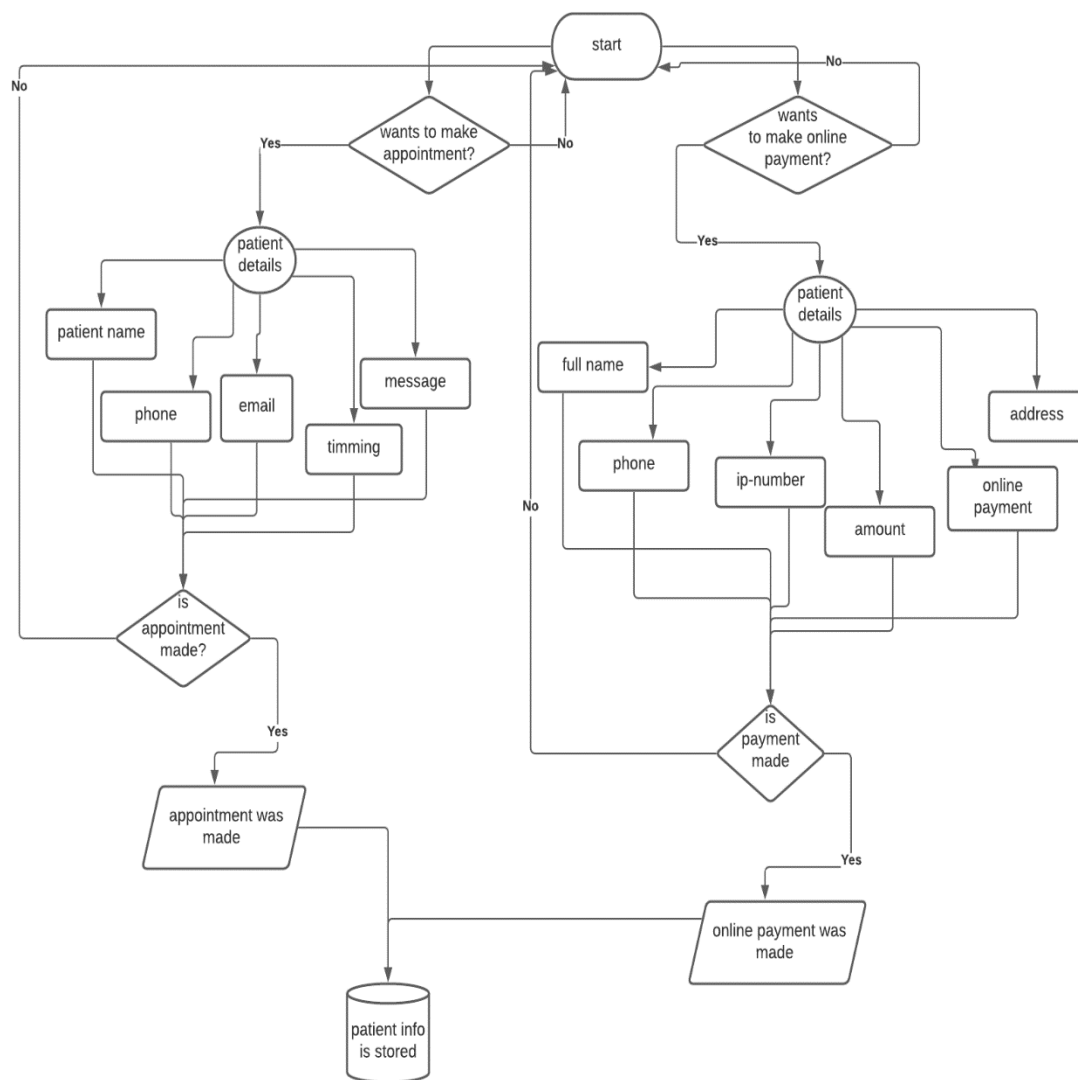 start
No
No
wants to make
appointment?
wants
to make online
payment?
Yes
No
Yes
patient
details
patient
details
patient name
phone
email
message
timming
full name
address
phone
ip-number
online
payment
amount
No
is
appointment
made?
Yes
is
payment
made
appointment was
made
Yes
online payment was
made
patient info
is stored